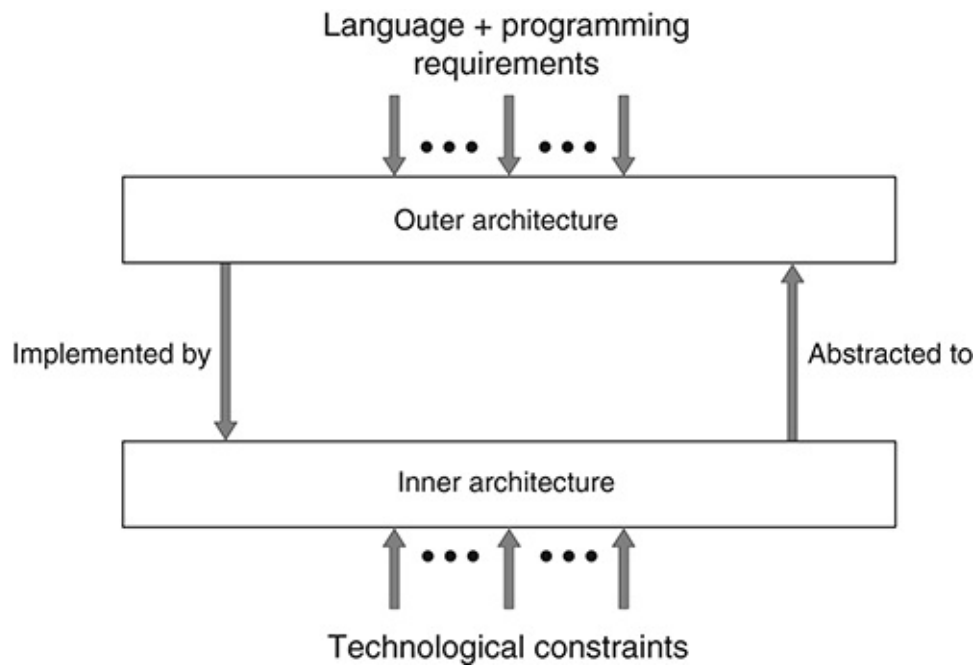 Language + programming
requirements
Outer architecture
Implemented by
Abstracted to
Inner architecture
Technological constraints